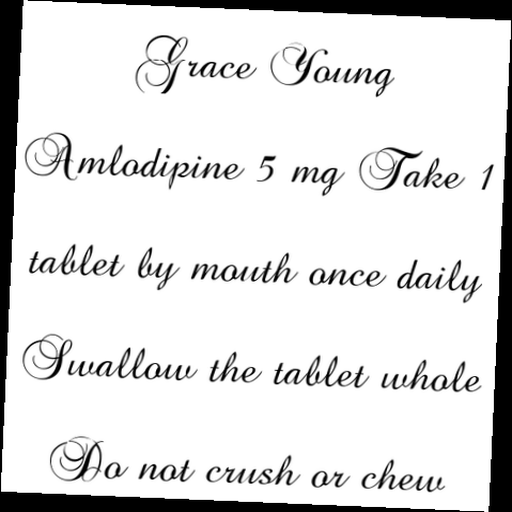 Grace Young
Amlodipine 5 mg Take 1
tablet by mouth once daily
Swallow the tablet whole
Do not crush or chew